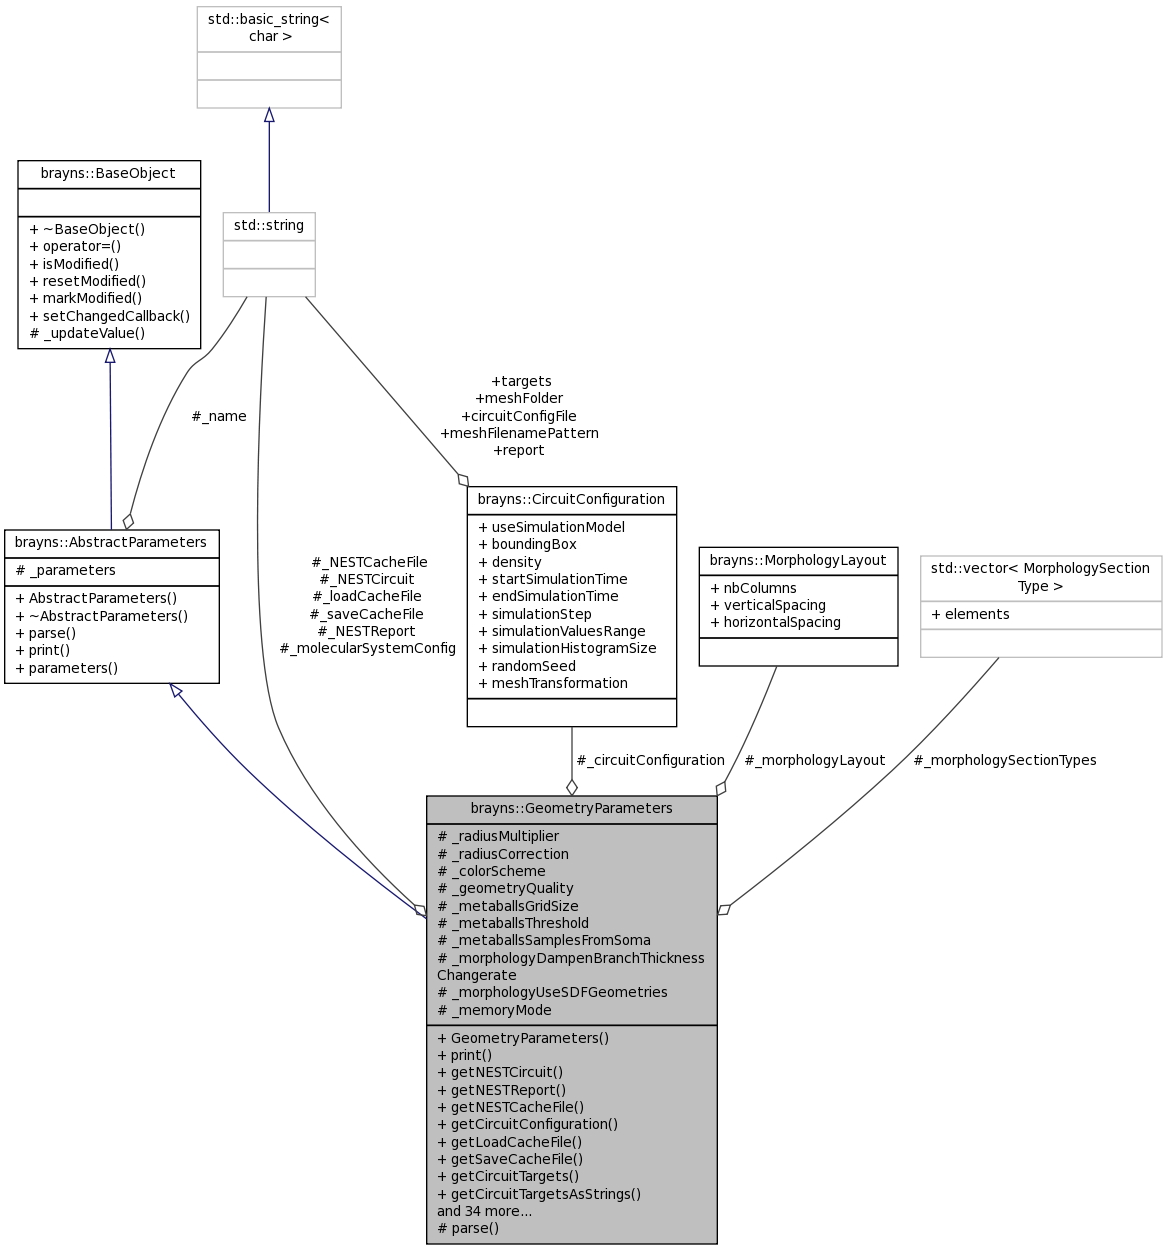 std::basic_string<
char >
brayns::BaseObject
+ ~BaseObject()
+ operator=()
+ isModified()
+ resetModified()
+ markModified()
+ setChangedCallback()
# _updateValue()
std::string
#_name
+targets
+meshFolder
+circuitConfigFile
+meshFilenamePattern
+report
brayns::AbstractParameters
# _parameters
+ AbstractParameters()
+ ~AbstractParameters()
+ parse()
+ print()
+ parameters()
#_NESTCacheFile
#_NESTCircuit
#_loadCacheFile
#_saveCacheFile
#_NESTReport
#_molecularSystemConfig
brayns::CircuitConfiguration
+ useSimulationModel
+ boundingBox
+ density
+ startSimulationTime
+ endSimulationTime
+ simulationStep
+ simulationValuesRange
+ simulationHistogramSize
+ randomSeed
+ meshTransformation
brayns::MorphologyLayout
+ nbColumns
+ verticalSpacing
+ horizontalSpacing
std::vector< MorphologySection
Type >
+ elements
#_circuitConfiguration
#_morphologyLayout
#_morphologySectionTypes
brayns::GeometryParameters
# _radiusMultiplier
# _radiusCorrection
# _colorScheme
# _geometryQuality
# _metaballsGridSize
# _metaballsThreshold
# _metaballsSamplesFromSoma
# _morphologyDampenBranchThickness
Changerate
# _morphologyUseSDFGeometries
# _memoryMode
+ GeometryParameters()
+ print()
+ getNESTCircuit()
+ getNESTReport()
+ getNESTCacheFile()
+ getCircuitConfiguration()
+ getLoadCacheFile()
+ getSaveCacheFile()
+ getCircuitTargets()
+ getCircuitTargetsAsStrings()
and 34 more...
# parse()